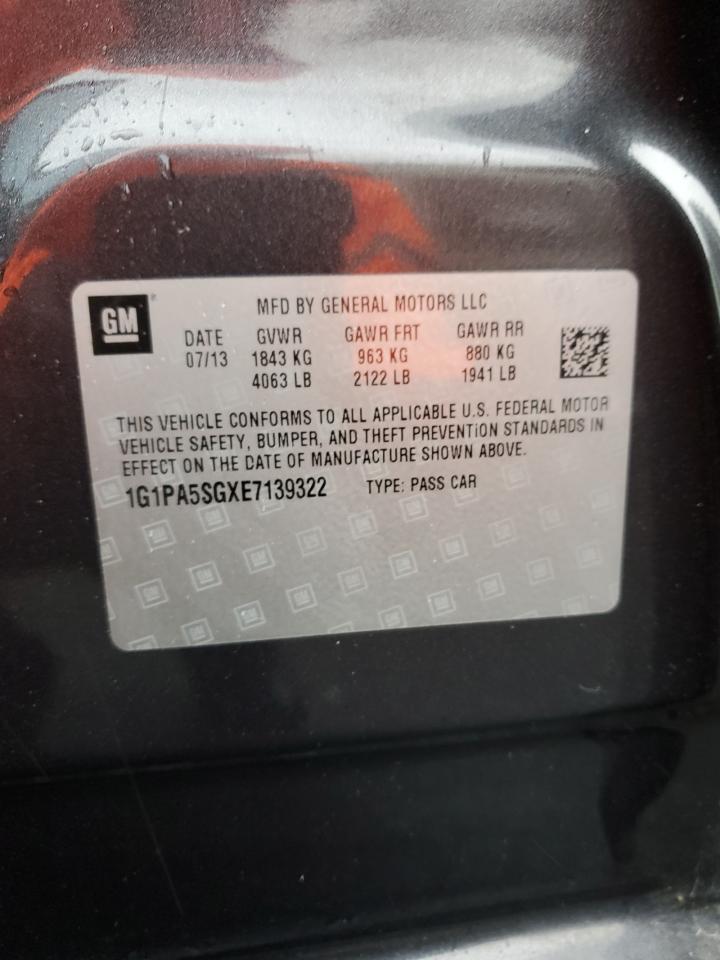 GM
MFD BY GENERAL MOTORS LLC
DATE GVWR GAWR FRT GAWR RR
07/13 1843 KG 963 KG 880 KG
4063 LB 2122 LB 1941 LB
THIS VEHICLE CONFORMS TO ALL APPLICABLE U.S. FEDERAL MOTOR
VEHICLE SAFETY, BUMPER, AND THEFT PREVENTION STANDARDS IN
EFFECT ON THE DATE OF MANUFACTURE SHOWN ABOVE.
1G1PA5SGXE7139322 TYPE: PASS CAR